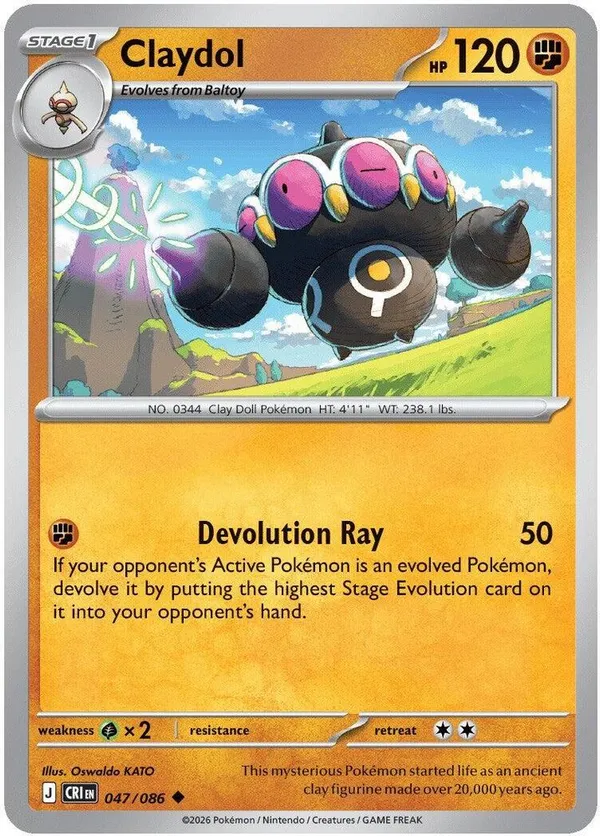 STAGE1
Claydol
HP 120
Evolves from Baltoy
NO. 0344 Clay Doll Pokémon HT: 4'11" WT: 238.1 lbs.
Devolution Ray 50
If your opponent's Active Pokémon is an evolved Pokémon,
devolve it by putting the highest Stage Evolution card on
it into your opponent's hand.
weakness ×2 resistance retreat
Illus. Oswaldo KATO
This mysterious Pokémon started life as an ancient
clay figurine made over 20,000 years ago.
J CRI EN 047/086
©2026 Pokémon / Nintendo / Creatures / GAME FREAK